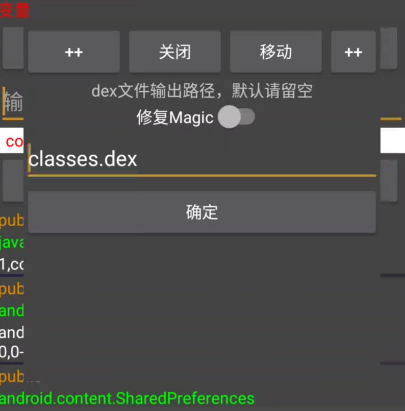 变量
++ 关闭 移动 ++
dex文件输出路径，默认请留空
输
修复Magic
co
classes.dex
确定
pub
java
1,co
pub
and
and
0,0-
pub
android.content.SharedPreferences